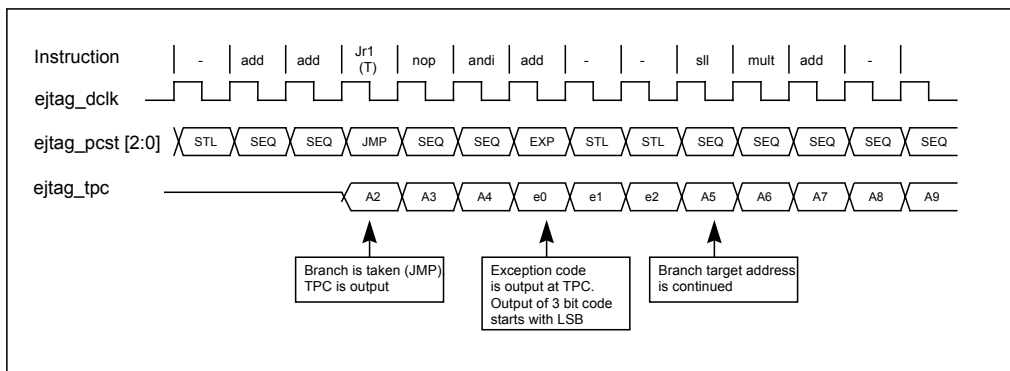 Instruction - add add Jr1 (T) nop andi add - - sll mult add -
ejtag_dclk
ejtag_pcst [2:0] STL SEQ SEQ JMP SEQ SEQ EXP STL STL SEQ SEQ SEQ SEQ SEQ
ejtag_tpc A2 A3 A4 e0 e1 e2 A5 A6 A7 A8 A9
Branch is taken (JMP),
TPC is output
Exception code
is output at TPC.
Output of 3 bit code
starts with LSB
Branch target address
is continued